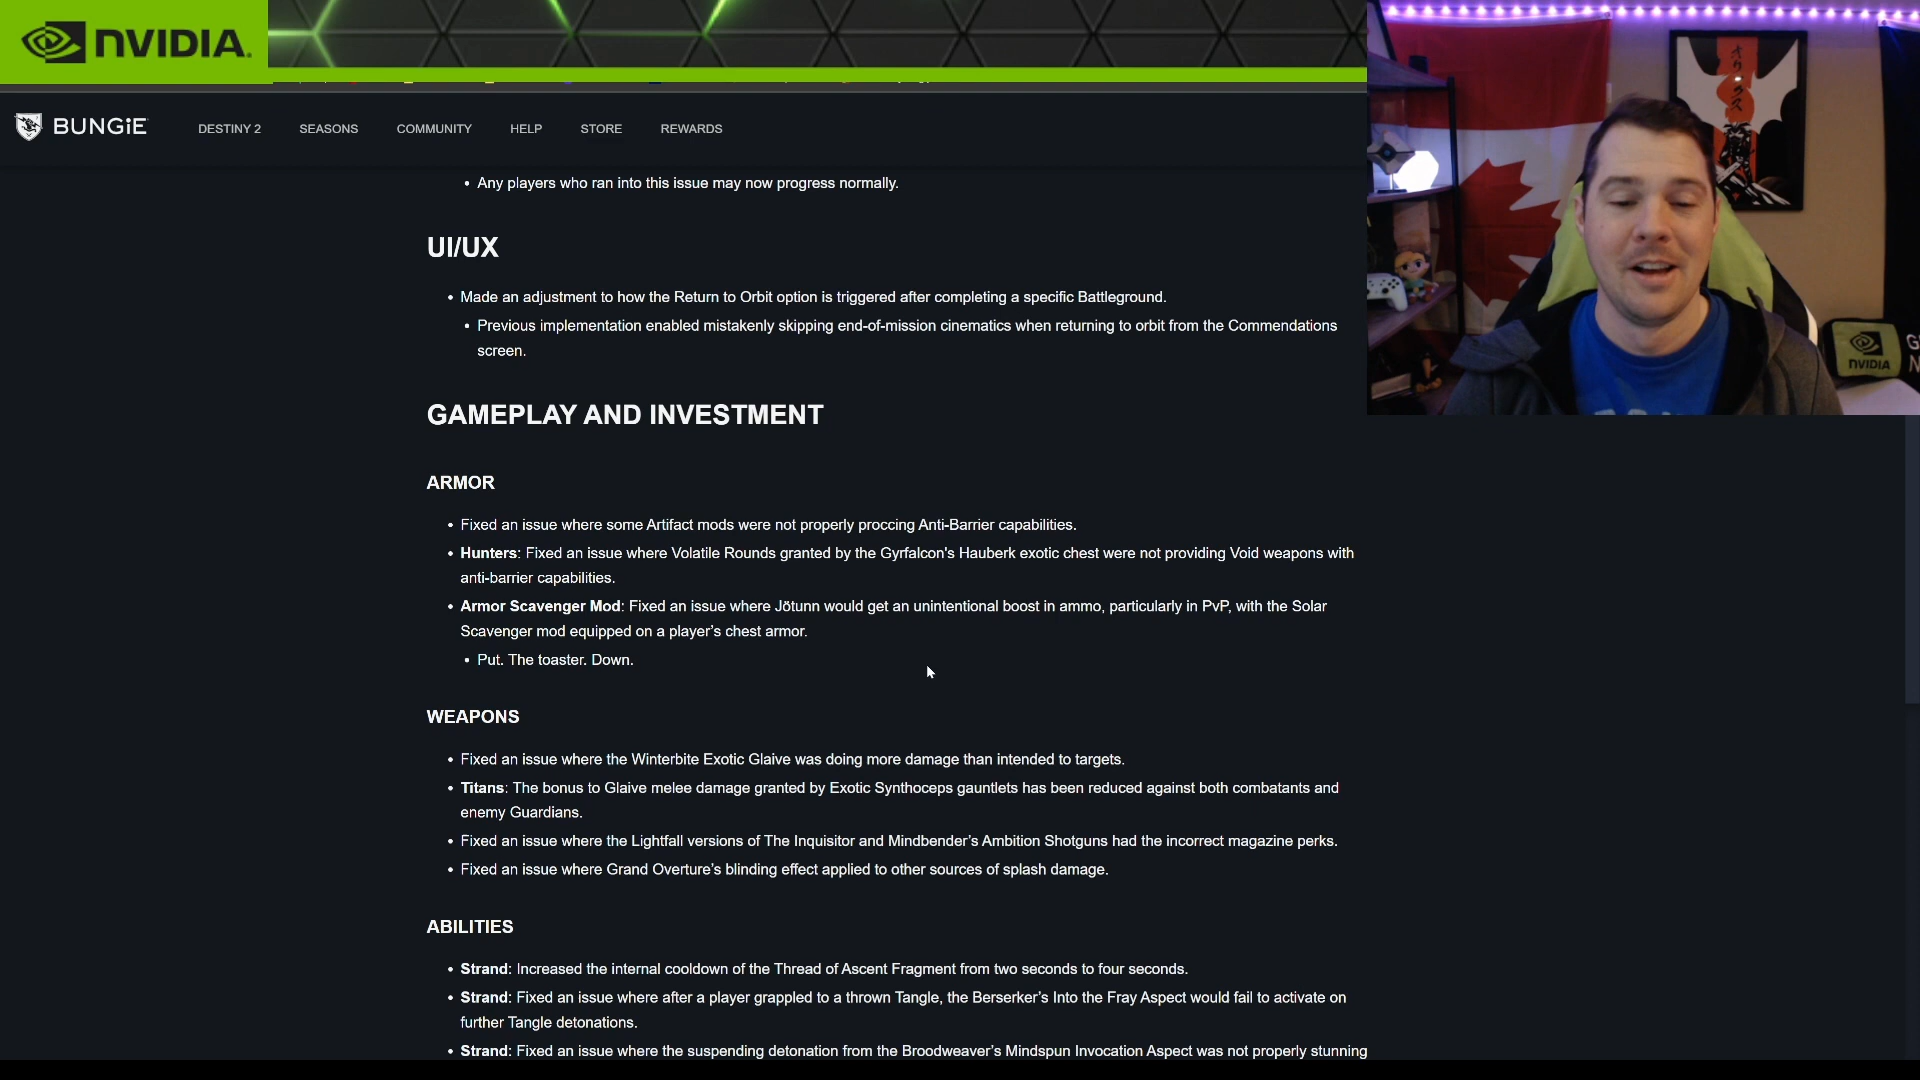 NVIDIA.
BUNGiE
DESTINY 2
SEASONS
COMMUNITY
HELP
STORE
REWARDS
• Any players who ran into this issue may now progress normally.
UI/UX
• Made an adjustment to how the Return to Orbit option is triggered after completing a specific Battleground.
• Previous implementation enabled mistakenly skipping end-of-mission cinematics when returning to orbit from the Commendations
screen.
GAMEPLAY AND INVESTMENT
ARMOR
• Fixed an issue where some Artifact mods were not properly proccing Anti-Barrier capabilities.
• Hunters: Fixed an issue where Volatile Rounds granted by the Gyrfalcon's Hauberk exotic chest were not providing Void weapons with
anti-barrier capabilities.
• Armor Scavenger Mod: Fixed an issue where Jötunn would get an unintentional boost in ammo, particularly in PvP, with the Solar
Scavenger mod equipped on a player's chest armor.
• Put. The toaster. Down.
WEAPONS
• Fixed an issue where the Winterbite Exotic Glaive was doing more damage than intended to targets.
• Titans: The bonus to Glaive melee damage granted by Exotic Synthoceps gauntlets has been reduced against both combatants and
enemy Guardians.
• Fixed an issue where the Lightfall versions of The Inquisitor and Mindbender's Ambition Shotguns had the incorrect magazine perks.
• Fixed an issue where Grand Overture's blinding effect applied to other sources of splash damage.
ABILITIES
• Strand: Increased the internal cooldown of the Thread of Ascent Fragment from two seconds to four seconds.
• Strand: Fixed an issue where after a player grappled to a thrown Tangle, the Berserker's Into the Fray Aspect would fail to activate on
further Tangle detonations.
• Strand: Fixed an issue where the suspending detonation from the Broodweaver's Mindspun Invocation Aspect was not properly stunning
NVIDIA